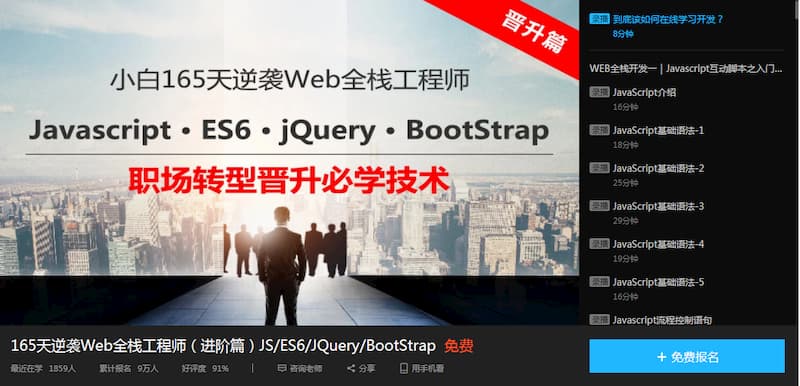 晋升篇
小白165天逆袭Web全栈工程师
Javascript • ES6 • jQuery • BootStrap
职场转型晋升必学技术
165天逆袭Web全栈工程师（进阶篇）JS/ES6/JQuery/BootStrap 免费
最近在学 1859人 累计报名 9万人 好评度 91% 咨询老师 分享 用手机看
录播 到底该如何在线学习开发？
8分钟
WEB全栈开发一｜Javascript互动脚本之入门...
录播 JavaScript介绍
16分钟
录播 JavaScript基础语法-1
18分钟
录播 JavaScript基础语法-2
25分钟
录播 JavaScript基础语法-3
29分钟
录播 JavaScript基础语法-4
19分钟
录播 JavaScript基础语法-5
16分钟
录播 Javascript流程控制语句
+ 免费报名